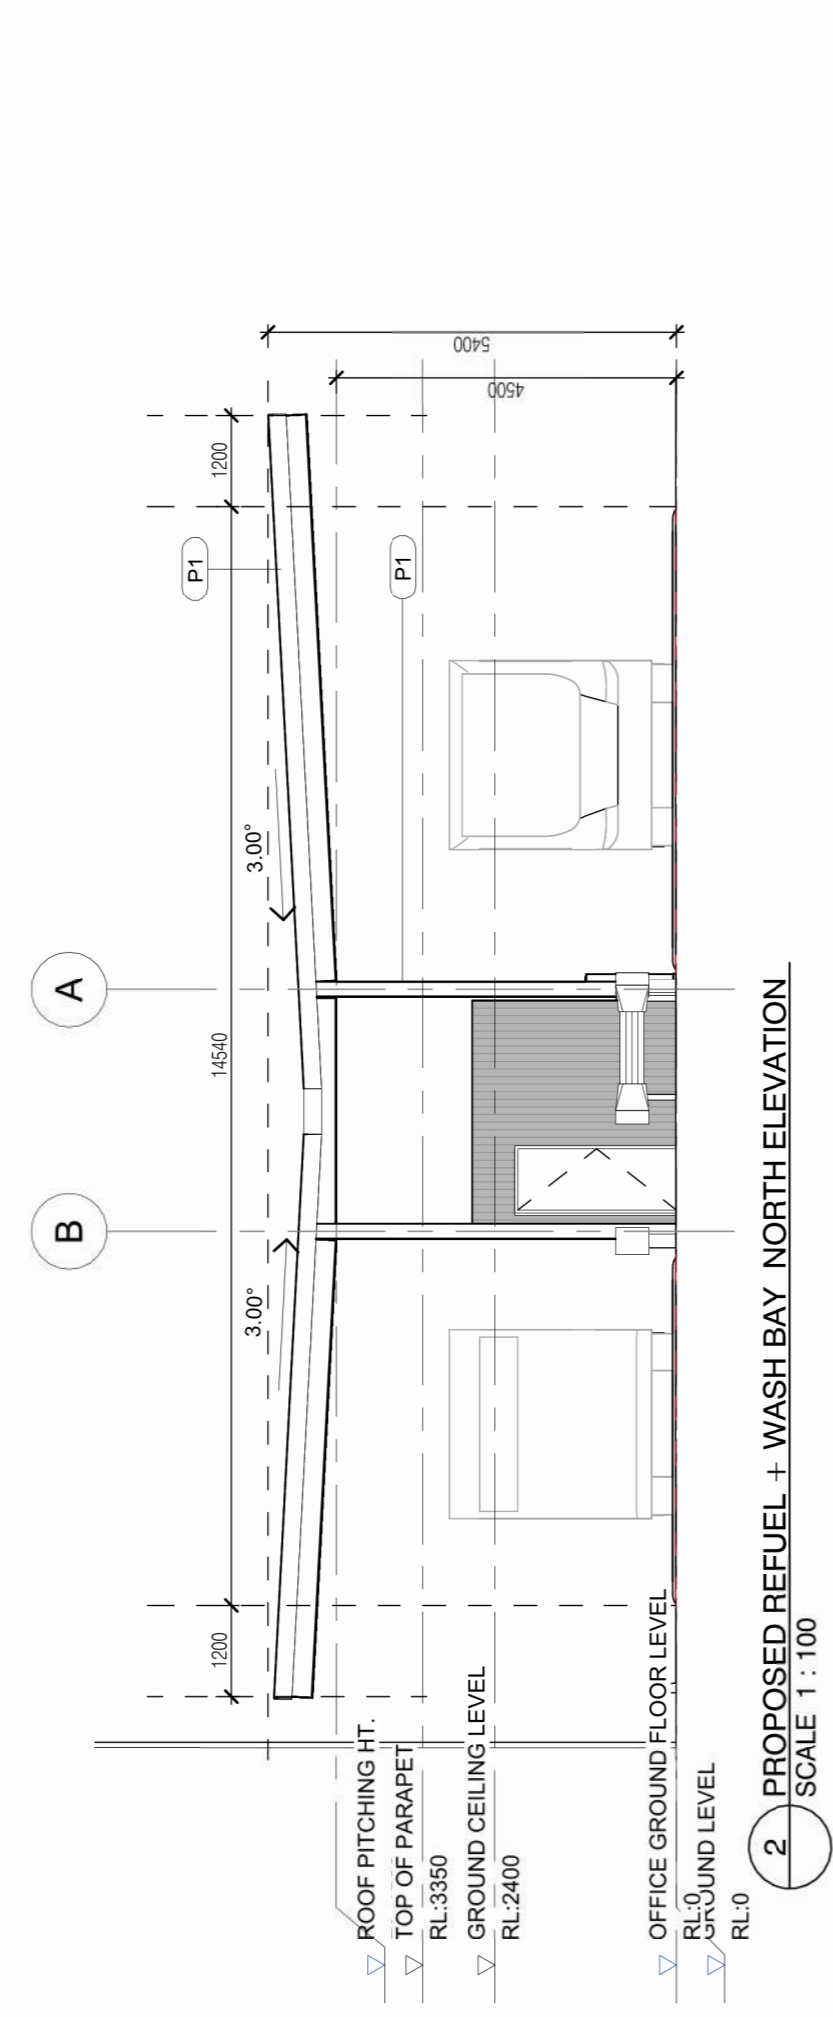 B
A
1200
14540
1200
3.00°
3.00°
P1
P1
5400
4500
ROOF PITCHING HT.
TOP OF PARAPET
RL:3350
GROUND CEILING LEVEL
RL:2400
OFFICE GROUND FLOOR LEVEL
RL:0
GROUND LEVEL
RL:0
2
PROPOSED REFUEL + WASH BAY NORTH ELEVATION
SCALE 1 : 100